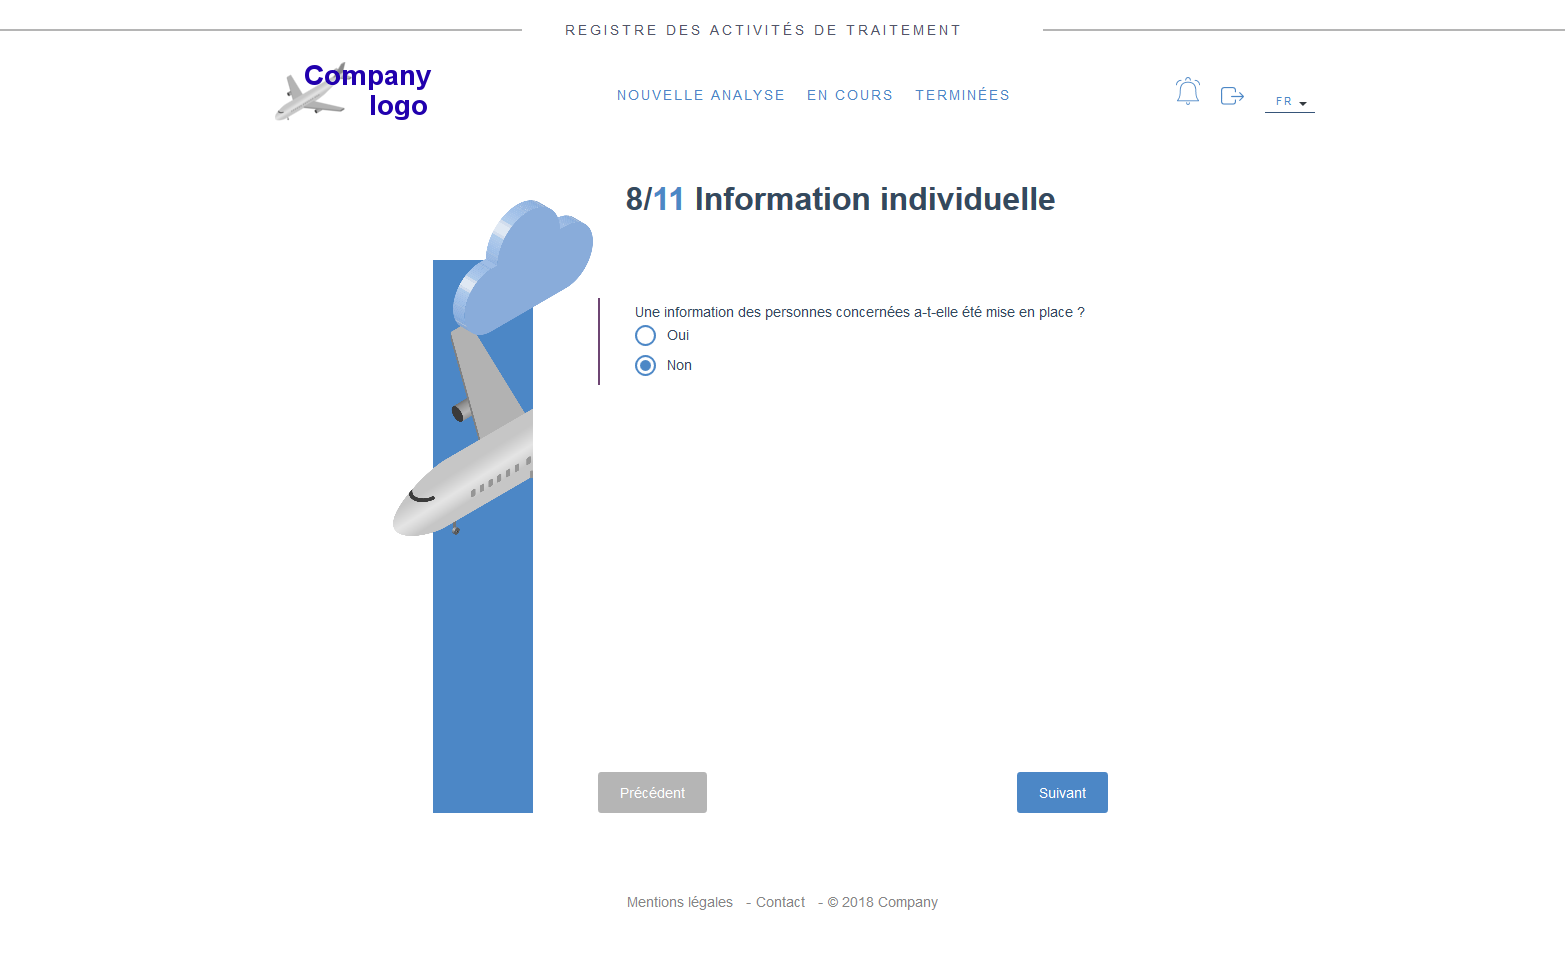 REGISTRE DES ACTIVITÉS DE TRAITEMENT
Company
logo
NOUVELLE ANALYSE EN COURS TERMINÉES
FR
8/11 Information individuelle
Une information des personnes concernées a-t-elle été mise en place ?
Oui
Non
Précédent Suivant
Mentions légales - Contact - © 2018 Company